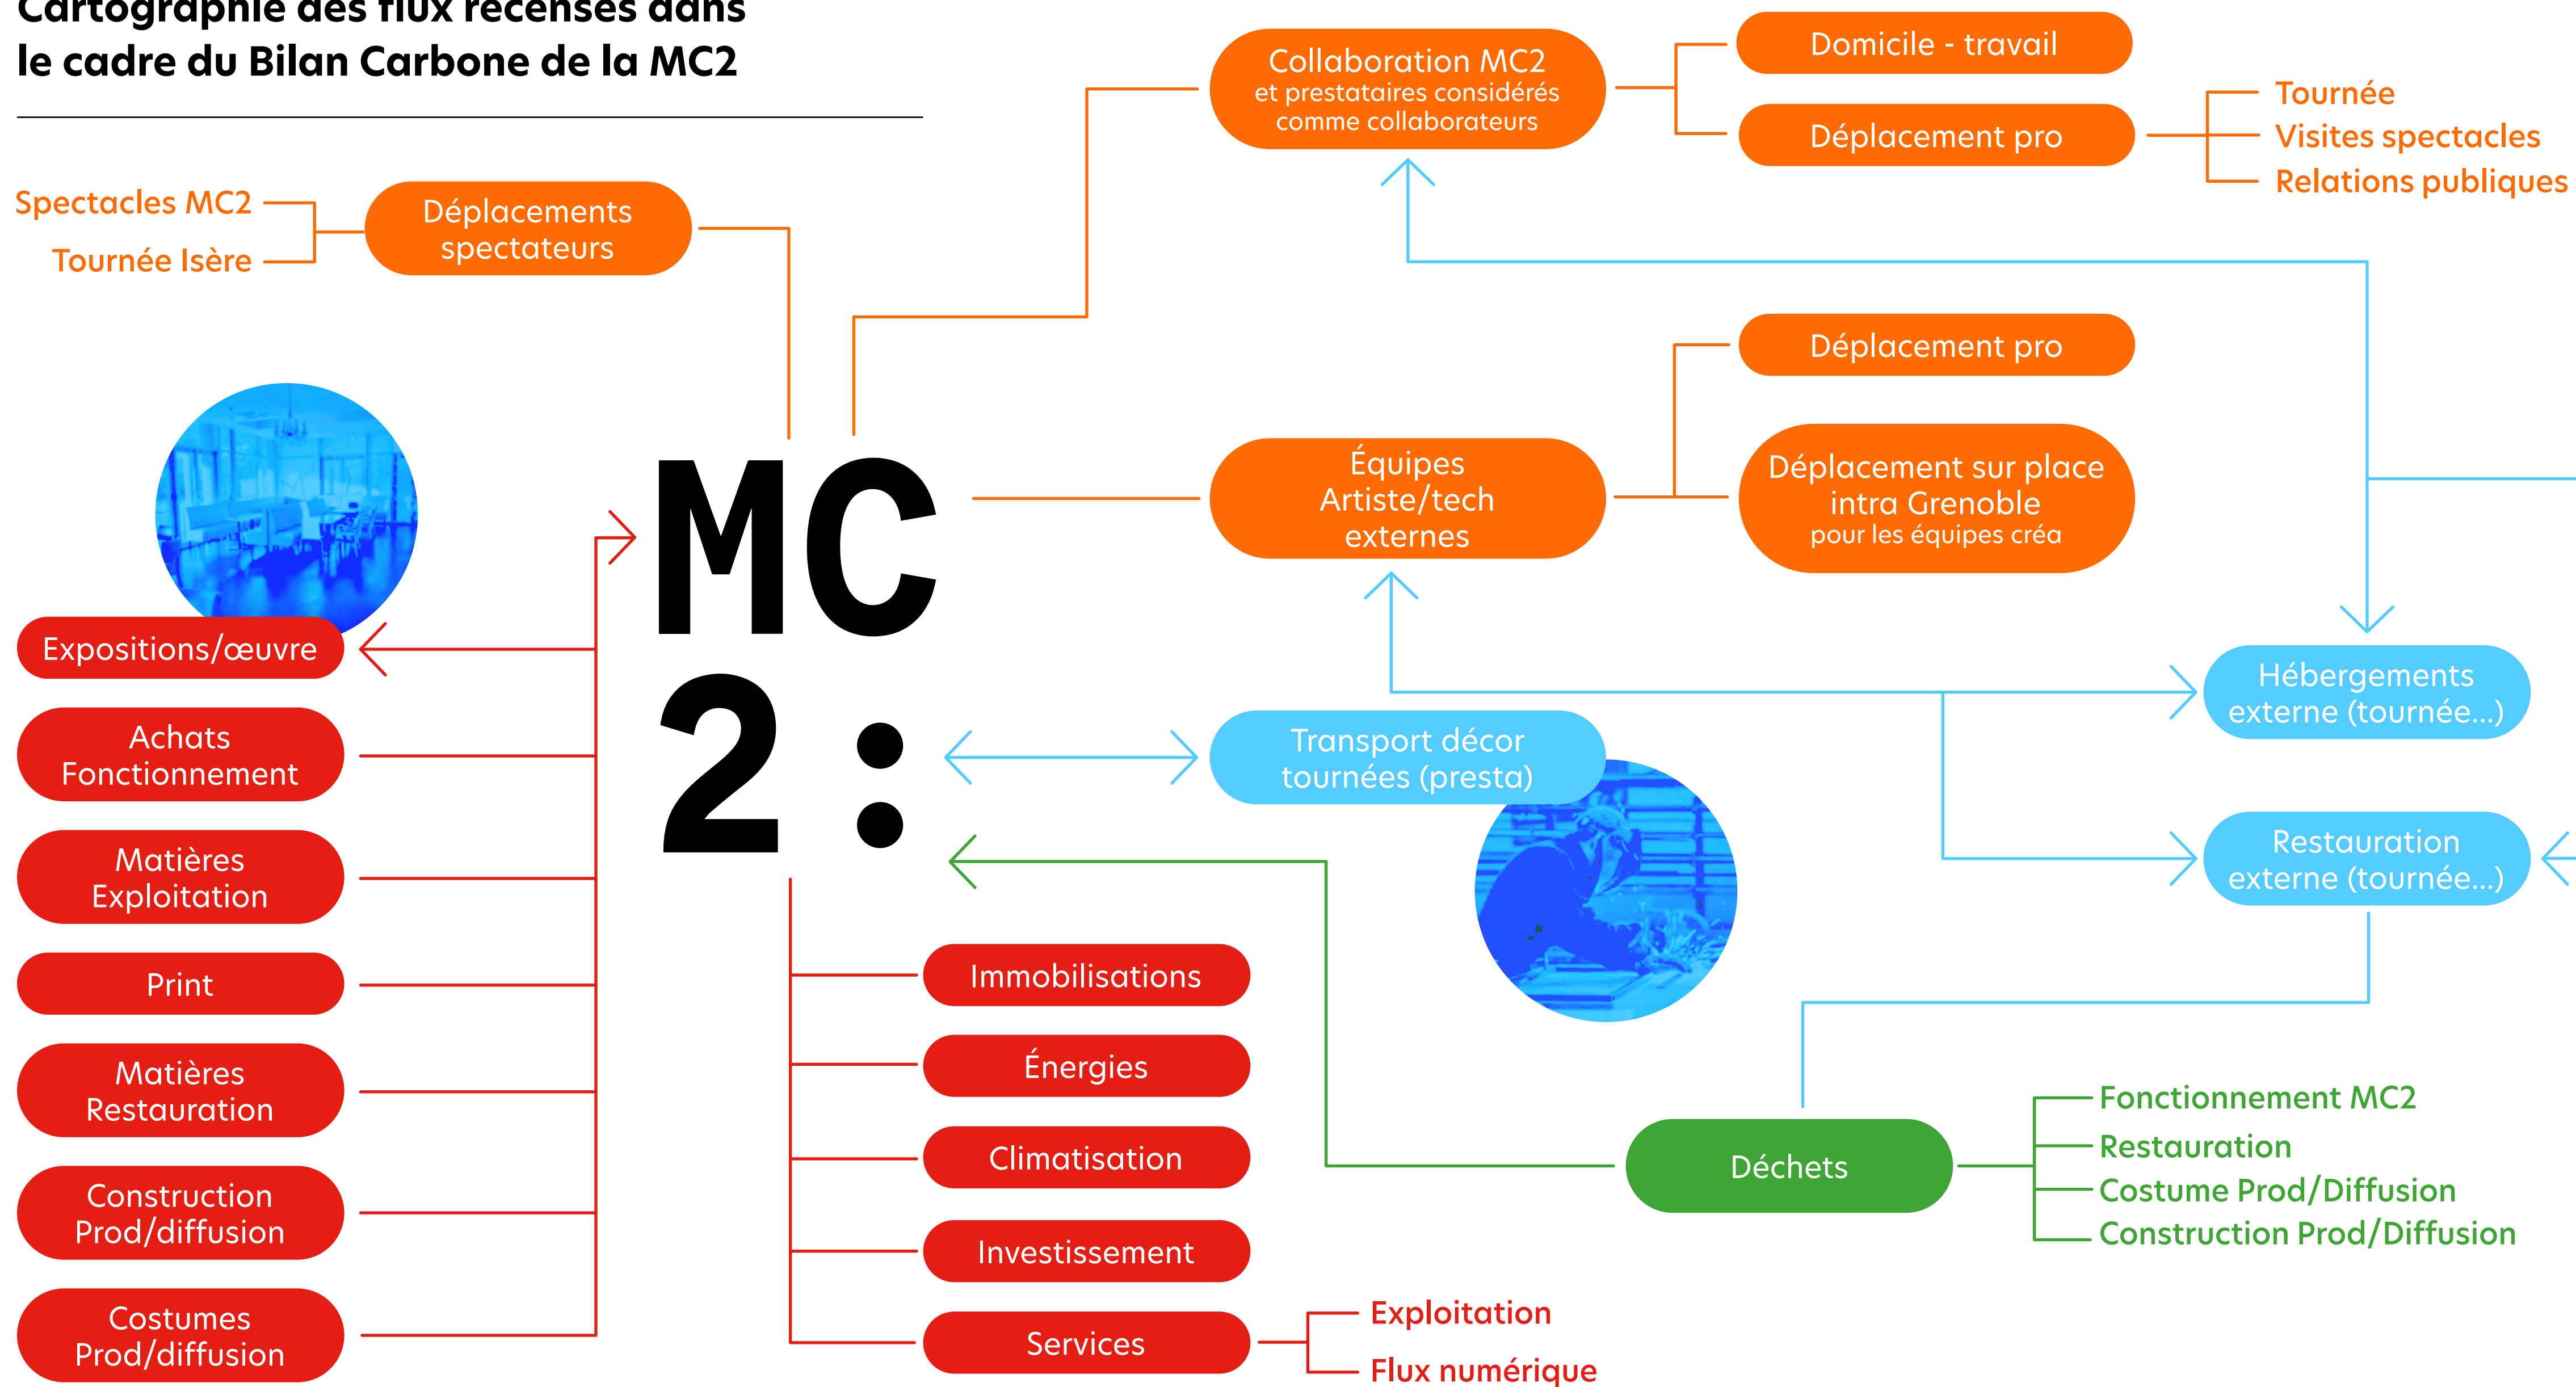 Cartographie des flux recensés dans
le cadre du Bilan Carbone de la MC2
Collaboration MC2
et prestataires considérés
comme collaborateurs
Domicile - travail
Déplacement pro
Tournée
Visites spectacles
Relations publiques
Spectacles MC2
Tournée Isère
Déplacements
spectateurs
MC
2:
Équipes
Artiste/tech
externes
Déplacement pro
Déplacement sur place
intra Grenoble
pour les équipes créa
Transport décor
tournées (presta)
Hébergements
externe (tournée...)
Restauration
externe (tournée...)
Expositions/œuvre
Achats
Fonctionnement
Matières
Exploitation
Print
Matières
Restauration
Construction
Prod/diffusion
Costumes
Prod/diffusion
Immobilisations
Énergies
Climatisation
Investissement
Services
Exploitation
Flux numérique
Déchets
Fonctionnement MC2
Restauration
Costume Prod/Diffusion
Construction Prod/Diffusion